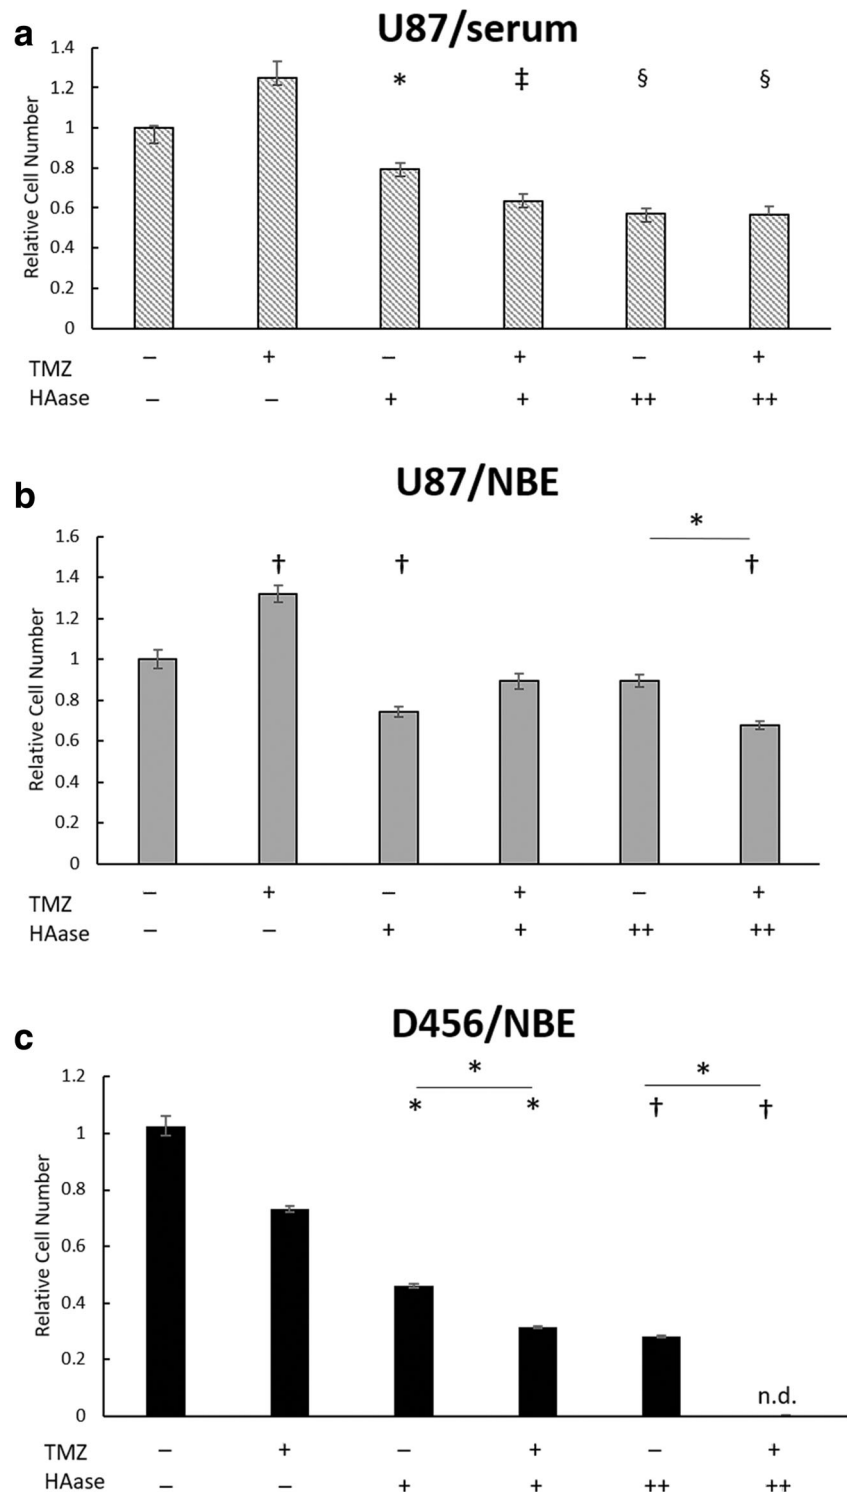 a
U87/serum
1.4
1.2 * ‡ § §
1
0.8
0.6
0.4
0.2
0
Relative Cell Number
TMZ – + – + – +
HAase – – + + ++ ++
b
U87/NBE
*
1.6
1.4 † † †
1.2
1
0.8
0.6
0.4
0.2
0
Relative Cell Number
TMZ – + – + – +
HAase – – + + ++ ++
c
D456/NBE
* *
1.2
* * † †
1
0.8
0.6
0.4
0.2
n.d.
0
Relative Cell Number
TMZ – + – + – +
HAase – – + + ++ ++